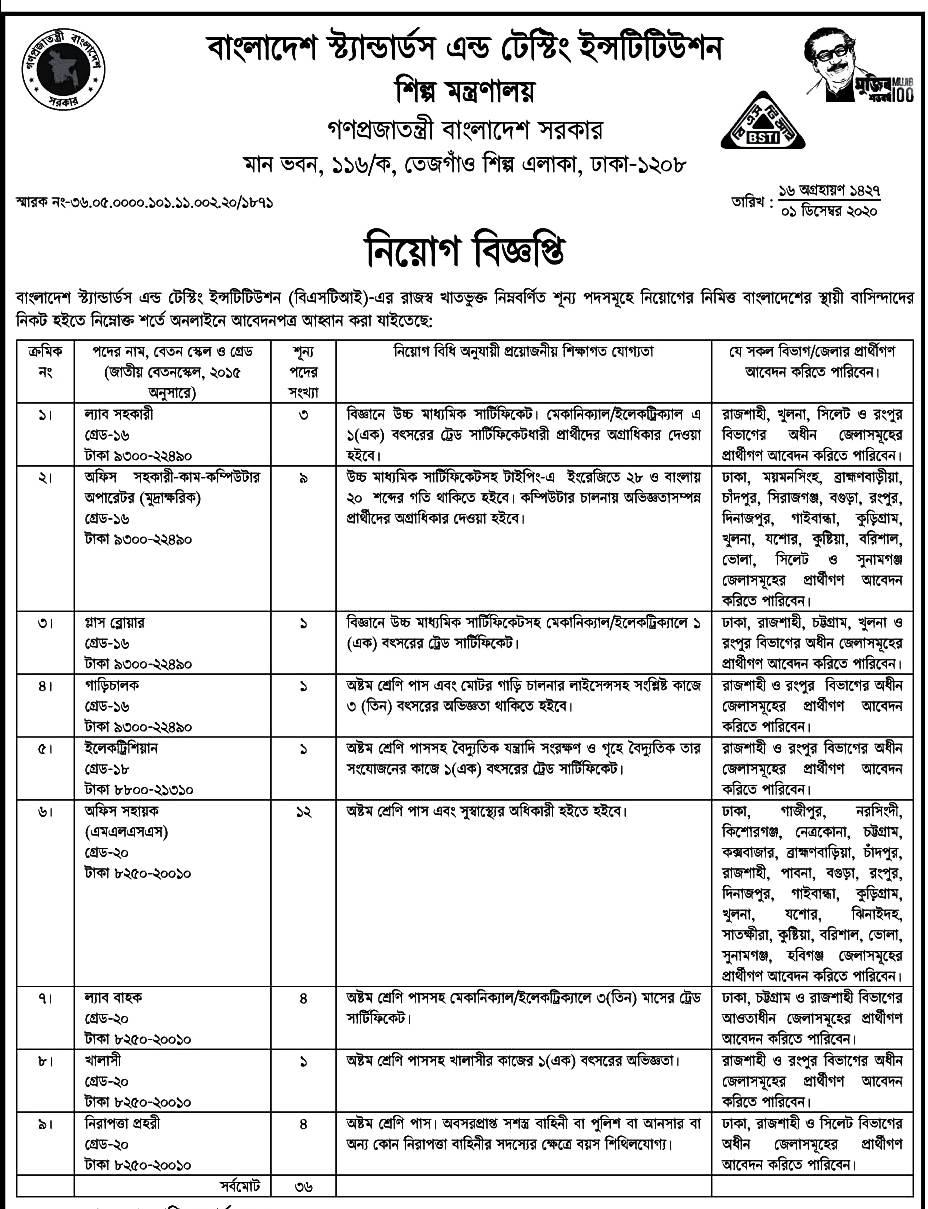 গণপ্রজাতন্ত্রী বাংলাদেশ
সরকার
বাংলাদেশ স্ট্যান্ডার্ডস এন্ড টেস্টিং ইন্সটিটিউশন
শিল্প মন্ত্রণালয়
গণপ্রজাতন্ত্রী বাংলাদেশ সরকার
মান ভবন, ১১৬/ক, তেজগাঁও শিল্প এলাকা, ঢাকা-১২০৮
বি এস টি আই
BSTI
মুজিব MUJIB
শতবর্ষ 100
স্মারক নং-৩৬.০৫.০০০০.১০১.১১.০০২.২০/১৮৭১
তারিখ : ১৬ অগ্রহায়ণ ১৪২৭
০১ ডিসেম্বর ২০২০
নিয়োগ বিজ্ঞপ্তি
বাংলাদেশ স্ট্যান্ডার্ডস এন্ড টেস্টিং ইন্সটিটিউশন (বিএসটিআই)-এর রাজস্ব খাতভুক্ত নিম্নবর্ণিত শূন্য পদসমূহে নিয়োগের নিমিত্ত বাংলাদেশের স্থায়ী বাসিন্দাদের
নিকট হইতে নিম্নোক্ত শর্তে অনলাইনে আবেদনপত্র আহ্বান করা যাইতেছে:
ক্রমিক
নং
পদের নাম, বেতন স্কেল ও গ্রেড
(জাতীয় বেতনস্কেল, ২০১৫
অনুসারে)
শূন্য
পদের
সংখ্যা
নিয়োগ বিধি অনুযায়ী প্রয়োজনীয় শিক্ষাগত যোগ্যতা
যে সকল বিভাগ/জেলার প্রার্থীগণ
আবেদন করিতে পারিবেন।
১।
ল্যাব সহকারী
গ্রেড-১৬
টাকা ৯৩০০-২২৪৯০
৩
বিজ্ঞানে উচ্চ মাধ্যমিক সার্টিফিকেট। মেকানিক্যাল/ইলেকট্রিক্যাল এ
১(এক) বৎসরের ট্রেড সার্টিফিকেটধারী প্রার্থীদের অগ্রাধিকার দেওয়া
হইবে।
রাজশাহী, খুলনা, সিলেট ও রংপুর
বিভাগের অধীন জেলাসমূহের
প্রার্থীগণ আবেদন করিতে পারিবেন।
২।
অফিস সহকারী-কাম-কম্পিউটার
অপারেটর (মুদ্রাক্ষরিক)
গ্রেড-১৬
টাকা ৯৩০০-২২৪৯০
৯
উচ্চ মাধ্যমিক সার্টিফিকেটসহ টাইপিং-এ ইংরেজিতে ২৮ ও বাংলায়
২০ শব্দের গতি থাকিতে হইবে। কম্পিউটার চালনায় অভিজ্ঞতাসম্পন্ন
প্রার্থীদের অগ্রাধিকার দেওয়া হইবে।
ঢাকা, ময়মনসিংহ, ব্রাহ্মণবাড়ীয়া,
চাঁদপুর, সিরাজগঞ্জ, বগুড়া, রংপুর,
দিনাজপুর, গাইবান্ধা, কুড়িগ্রাম,
খুলনা, যশোর, কুষ্টিয়া, বরিশাল,
ভোলা, সিলেট ও সুনামগঞ্জ
জেলাসমূহের প্রার্থীগণ আবেদন
করিতে পারিবেন।
৩।
গ্লাস ব্লোয়ার
গ্রেড-১৬
টাকা ৯৩০০-২২৪৯০
১
বিজ্ঞানে উচ্চ মাধ্যমিক সার্টিফিকেটসহ মেকানিক্যাল/ইলেকট্রিক্যালে ১
(এক) বৎসরের ট্রেড সার্টিফিকেট।
ঢাকা, রাজশাহী, চট্টগ্রাম, খুলনা ও
রংপুর বিভাগের অধীন জেলাসমূহের
প্রার্থীগণ আবেদন করিতে পারিবেন।
৪।
গাড়িচালক
গ্রেড-১৬
টাকা ৯৩০০-২২৪৯০
১
অষ্টম শ্রেণি পাস এবং মোটর গাড়ি চালনার লাইসেন্সসহ সংশ্লিষ্ট কাজে
৩ (তিন) বৎসরের অভিজ্ঞতা থাকিতে হইবে।
রাজশাহী ও রংপুর বিভাগের অধীন
জেলাসমূহের প্রার্থীগণ আবেদন
করিতে পারিবেন।
৫।
ইলেকট্রিশিয়ান
গ্রেড-১৮
টাকা ৮৮০০-২১৩১০
১
অষ্টম শ্রেণি পাসসহ বৈদ্যুতিক যন্ত্রাদি সংরক্ষণ ও গৃহে বৈদ্যুতিক তার
সংযোজনের কাজে ১(এক) বৎসরের ট্রেড সার্টিফিকেট।
রাজশাহী ও রংপুর বিভাগের অধীন
জেলাসমূহের প্রার্থীগণ আবেদন
করিতে পারিবেন।
৬।
অফিস সহায়ক
(এমএলএসএস)
গ্রেড-২০
টাকা ৮২৫০-২০০১০
১২
অষ্টম শ্রেণি পাস এবং সুস্বাস্থ্যের অধিকারী হইতে হইবে।
ঢাকা, গাজীপুর, নরসিংদী,
কিশোরগঞ্জ, নেত্রকোনা, চট্টগ্রাম,
কক্সবাজার, ব্রাহ্মণবাড়িয়া, চাঁদপুর,
রাজশাহী, পাবনা, বগুড়া, রংপুর,
দিনাজপুর, গাইবান্ধা, কুড়িগ্রাম,
খুলনা, যশোর, ঝিনাইদহ,
সাতক্ষীরা, কুষ্টিয়া, বরিশাল, ভোলা,
সুনামগঞ্জ, হবিগঞ্জ জেলাসমূহের
প্রার্থীগণ আবেদন করিতে পারিবেন।
৭।
ল্যাব বাহক
গ্রেড-২০
টাকা ৮২৫০-২০০১০
৪
অষ্টম শ্রেণি পাসসহ মেকানিক্যাল/ইলেকট্রিক্যালে ৩(তিন) মাসের ট্রেড
সার্টিফিকেট।
ঢাকা, চট্টগ্রাম ও রাজশাহী বিভাগের
আওতাধীন জেলাসমূহের প্রার্থীগণ
আবেদন করিতে পারিবেন।
৮।
খালাসী
গ্রেড-২০
টাকা ৮২৫০-২০০১০
১
অষ্টম শ্রেণি পাসসহ খালাসীর কাজের ১(এক) বৎসরের অভিজ্ঞতা।
রাজশাহী ও রংপুর বিভাগের অধীন
জেলাসমূহের প্রার্থীগণ আবেদন
করিতে পারিবেন।
৯।
নিরাপত্তা প্রহরী
গ্রেড-২০
টাকা ৮২৫০-২০০১০
৪
অষ্টম শ্রেণি পাস। অবসরপ্রাপ্ত সশস্ত্র বাহিনী বা পুলিশ বা আনসার বা
অন্য কোন নিরাপত্তা বাহিনীর সদস্যের ক্ষেত্রে বয়স শিথিলযোগ্য।
ঢাকা, রাজশাহী ও সিলেট বিভাগের
অধীন জেলাসমূহের প্রার্থীগণ
আবেদন করিতে পারিবেন।
সর্বমোট
৩৬